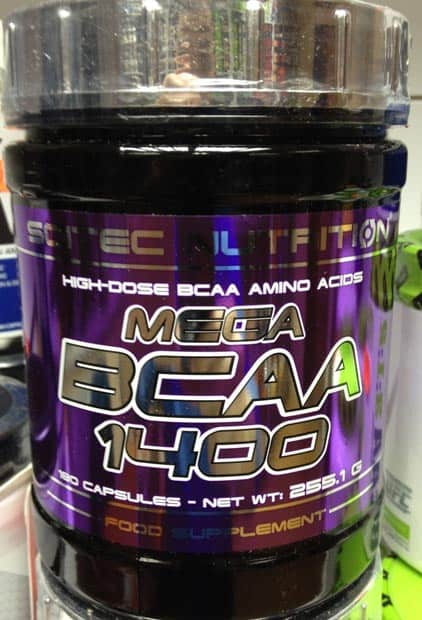 SCITEC NUTRITION
HIGH-DOSE BCAA AMINO ACIDS
MEGA
BCAA
1400
180 CAPSULES - NET WT: 255.1 G
FOOD SUPPLEMENT